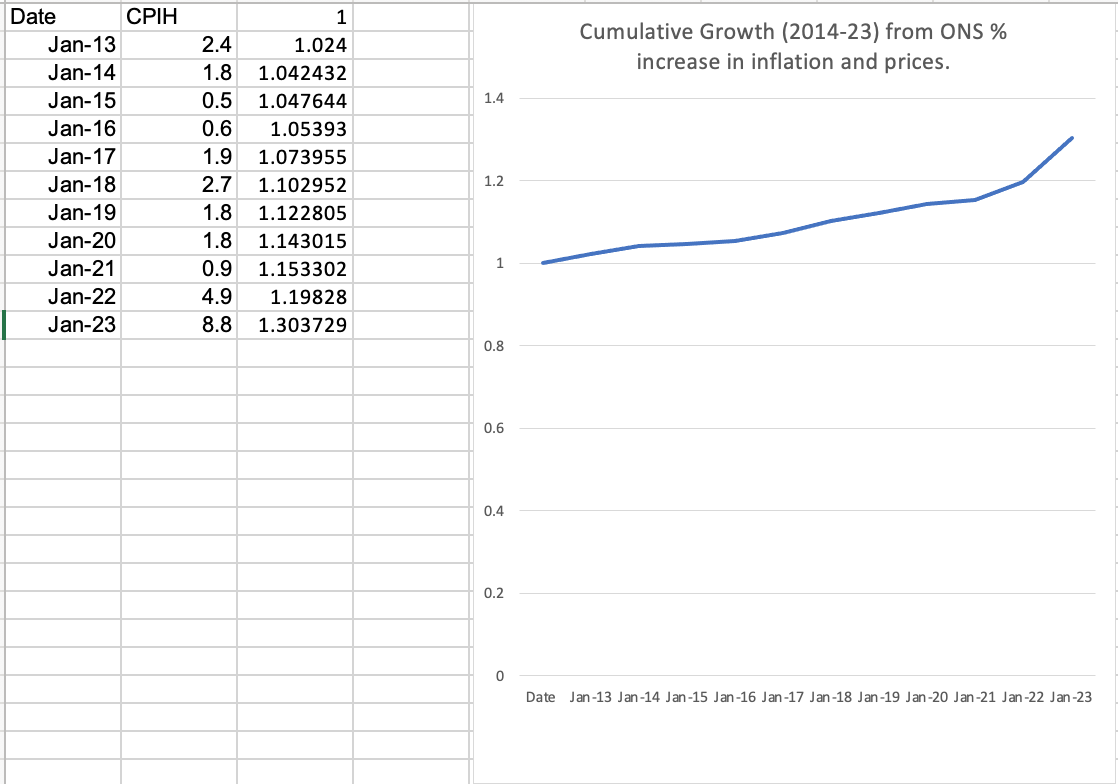 Date CPIH 1
Jan-13 2.4 1.024
Jan-14 1.8 1.042432
Jan-15 0.5 1.047644
Jan-16 0.6 1.05393
Jan-17 1.9 1.073955
Jan-18 2.7 1.102952
Jan-19 1.8 1.122805
Jan-20 1.8 1.143015
Jan-21 0.9 1.153302
Jan-22 4.9 1.19828
Jan-23 8.8 1.303729
Cumulative Growth (2014-23) from ONS %
increase in inflation and prices.
1.4
1.2
1
0.8
0.6
0.4
0.2
0
Date Jan-13 Jan-14 Jan-15 Jan-16 Jan-17 Jan-18 Jan-19 Jan-20 Jan-21 Jan-22 Jan-23